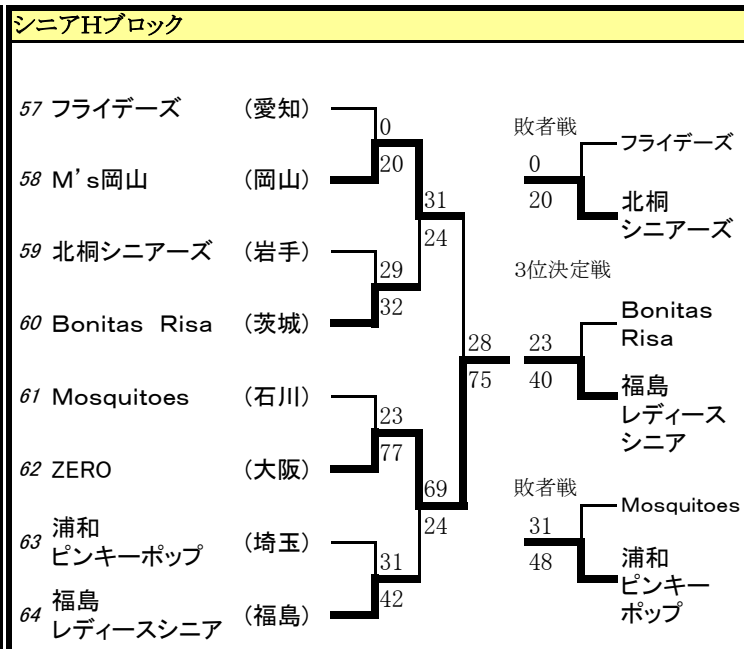 シニアHブロック
57 フライデーズ （愛知）
0
20
58 M's岡山 （岡山）
31
24
59 北桐シニアーズ （岩手）
29
32
60 Bonitas Risa （茨城）
28
75
61 Mosquitoes （石川）
23
77
62 ZERO （大阪）
69
24
63 浦和
ピンキーポップ （埼玉）
31
42
64 福島
レディースシニア （福島）
敗者戦
フライデーズ
0
20
北桐
シニアーズ
3位決定戦
Bonitas
Risa
23
40
福島
レディース
シニア
敗者戦
Mosquitoes
31
48
浦和
ピンキー
ポップ